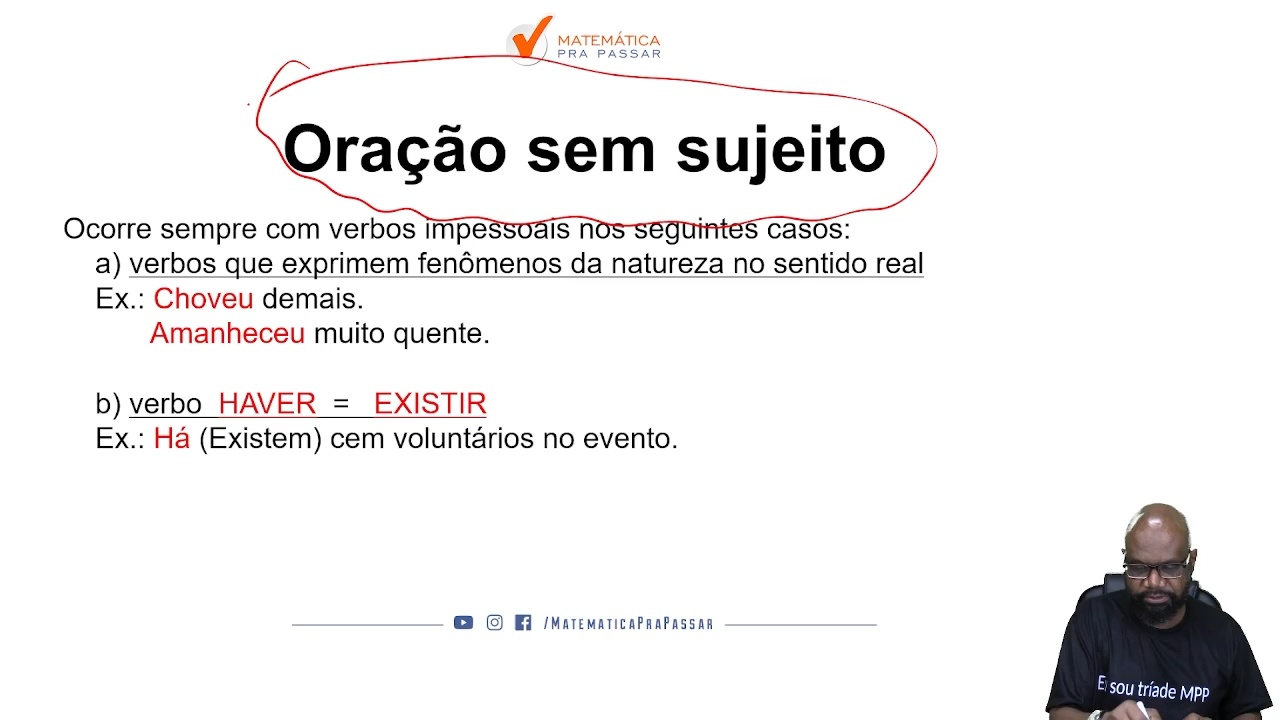 MATEMÁTICA
PRA PASSAR
Oração sem sujeito
Ocorre sempre com verbos impessoais nos seguintes casos:
a) verbos que exprimem fenômenos da natureza no sentido real
Ex.: Choveu demais.
Amanheceu muito quente.
b) verbo HAVER = EXISTIR
Ex.: Há (Existem) cem voluntários no evento.
/MATEMATICAPRAPASSAR
Eu sou tríade MPP